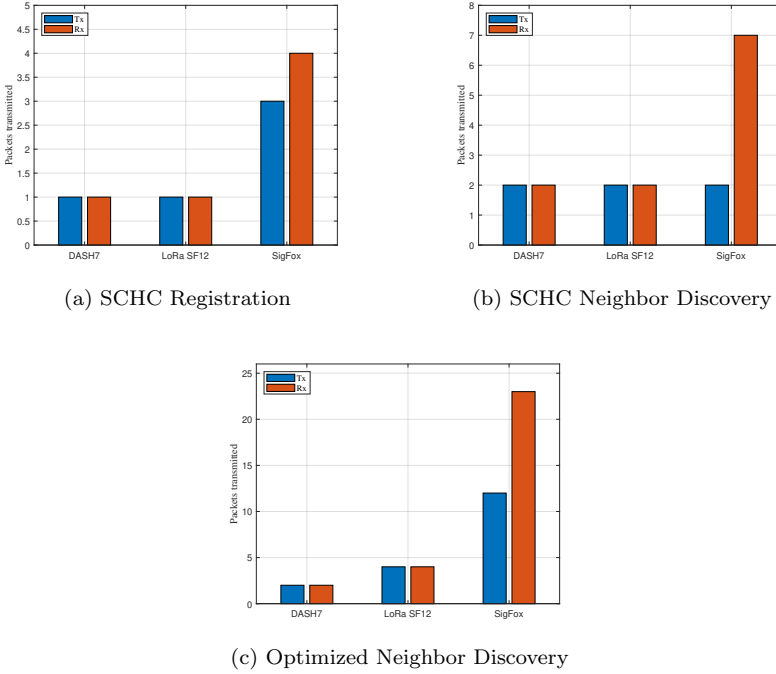 5
4.5
4
3.5
3
2.5
2
1.5
1
0.5
0
Packets transmitted
Tx
Rx
DASH7 LoRa SF12 SigFox
(a) SCHC Registration
8
7
6
5
4
3
2
1
0
Packets transmitted
Tx
Rx
DASH7 LoRa SF12 SigFox
(b) SCHC Neighbor Discovery
25
20
15
10
5
0
Packets transmitted
Tx
Rx
DASH7 LoRa SF12 SigFox
(c) Optimized Neighbor Discovery